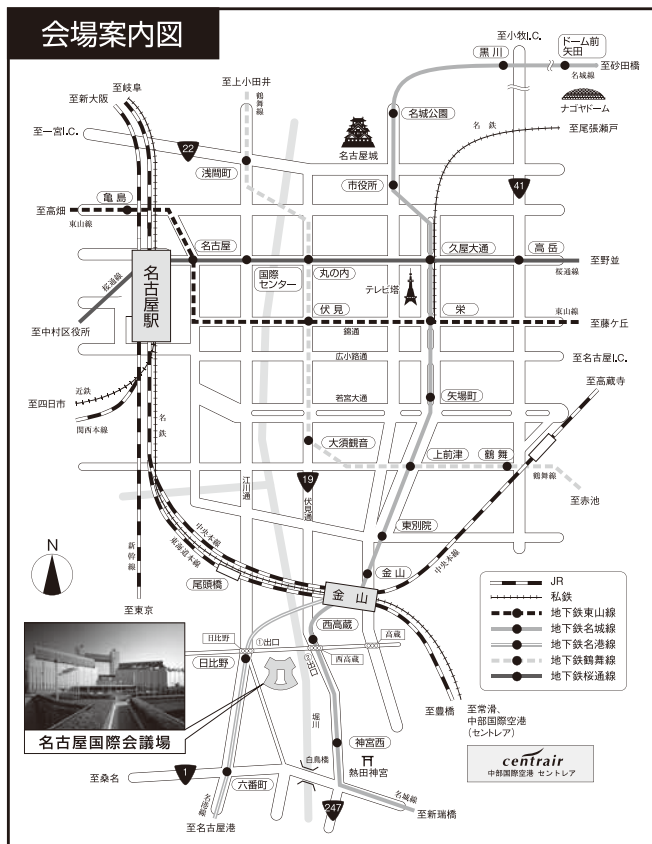 会場案内図
至小牧I.C.
ドーム前
矢田
黒川
名城線
至砂田橋
至岐阜
至上小田井
至新大阪
鶴舞線
名城公園
ナゴヤドーム
名鉄
至尾張瀬戸
至一宮I.C.
22
名古屋城
浅間町
市役所
41
亀島
至高畑
東山線
名古屋
国際
センター
丸の内
久屋大通
高岳
至野並
桜通線
桜通線
名古屋駅
テレビ塔
伏見
栄
東山線
至中村区役所
錦通
至藤ケ丘
広小路通
至名古屋I.C.
至高蔵寺
近鉄
至四日市
若宮大通
矢場町
関西本線
名鉄
大須観音
上前津
鶴舞
鶴舞線
19
江川通
伏見通
至赤池
東別院
中央本線
東海道本線
中央本線
N
新幹線
尾頭橋
金山
金山
至東京
JR
私鉄
地下鉄東山線
地下鉄名城線
地下鉄名港線
地下鉄鶴舞線
地下鉄桜通線
西高蔵
日比野
①出口
高蔵
日比野
②出口
西高蔵
至豊橋
至常滑、
中部国際空港
(セントレア)
名古屋国際会議場
堀川
神宮西
centrair
中部国際空港 セントレア
白鳥橋
熱田神宮
至桑名
1
六番町
名港線
247
名城線
至新瑞橋
至名古屋港